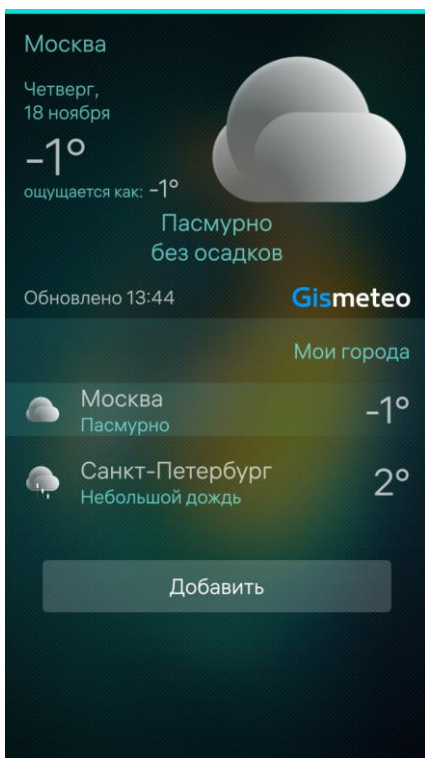 Москва
Четверг,
18 ноября
-1°
ощущается как: -1°
Пасмурно
без осадков
Обновлено 13:44 Gismeteo
Мои города
Москва
Пасмурно
-1°
Санкт-Петербург
Небольшой дождь
2°
Добавить